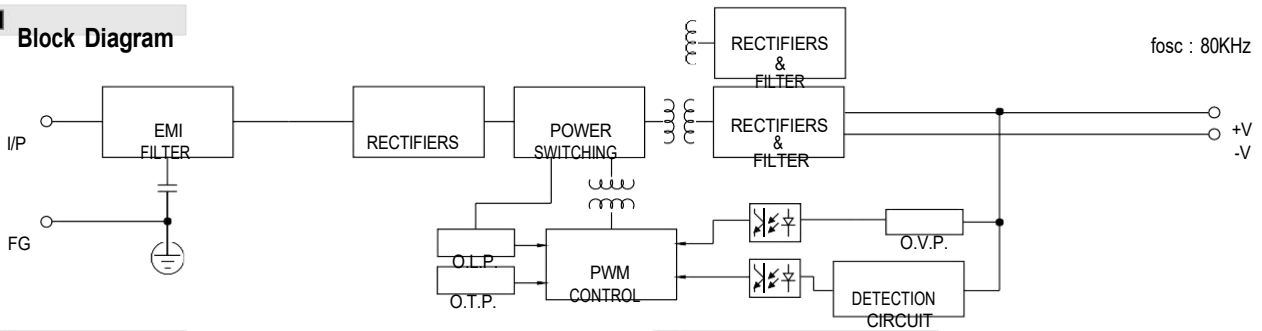 Block Diagram
RECTIFIERS
&
FILTER
fosc : 80KHz
I/P
EMI
FILTER
RECTIFIERS
POWER
SWITCHING
RECTIFIERS
&
FILTER
+V
-V
FG
O.L.P.
O.T.P.
PWM
CONTROL
O.V.P.
DETECTION
CIRCUIT